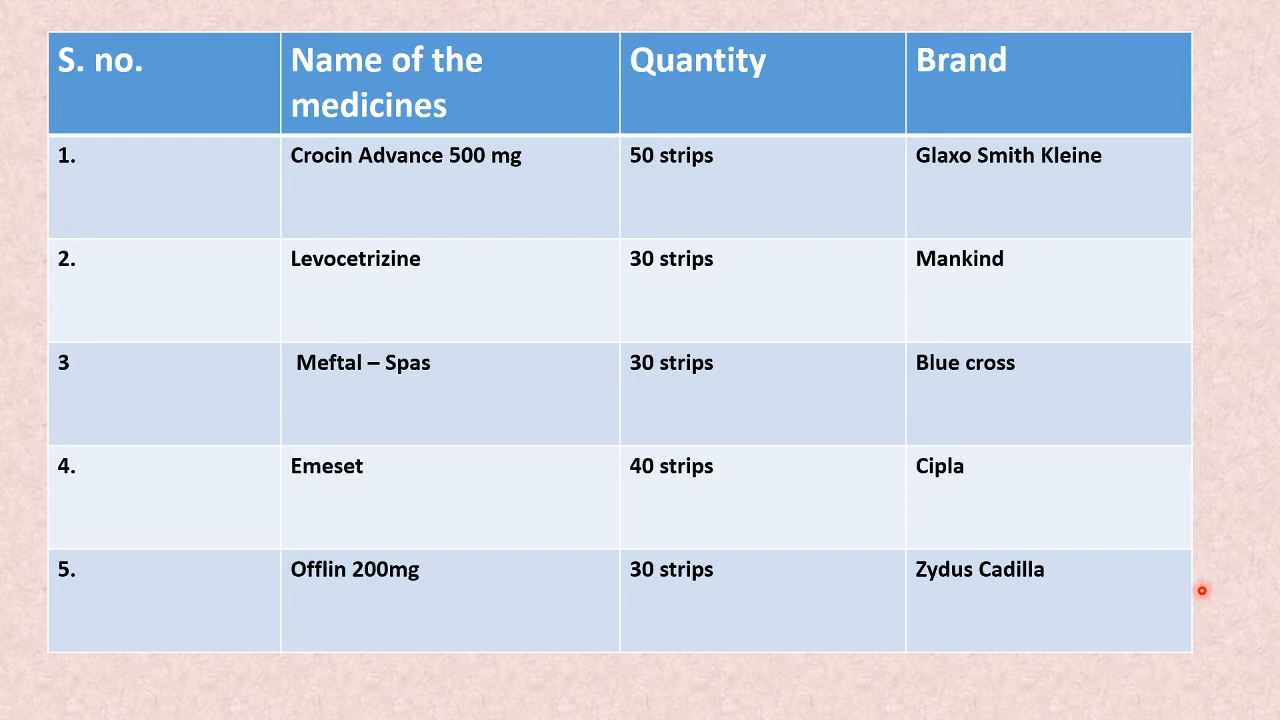 S. no. Name of the medicines Quantity Brand
1. Crocin Advance 500 mg 50 strips Glaxo Smith Kleine
2. Levocetrizine 30 strips Mankind
3 Meftal – Spas 30 strips Blue cross
4. Emeset 40 strips Cipla
5. Offlin 200mg 30 strips Zydus Cadilla